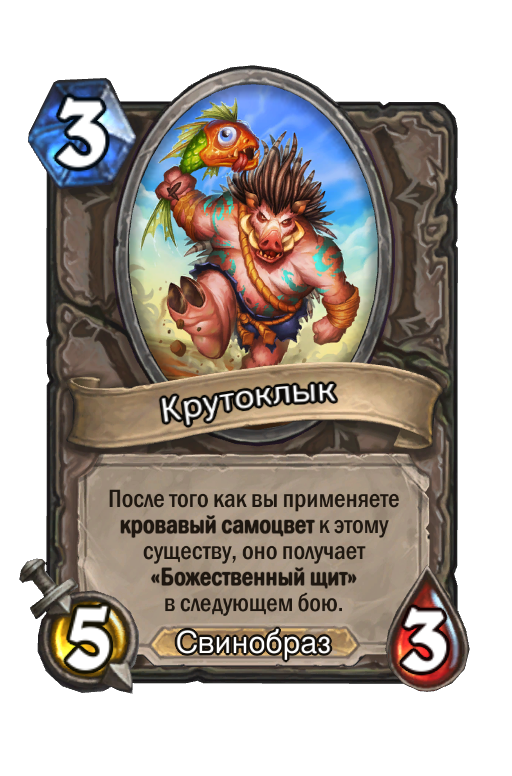 3
Крутоклык
После того как вы применяете
кровавый самоцвет к этому
существу, оно получает
«Божественный щит»
в следующем бою.
5
Свинобраз
3